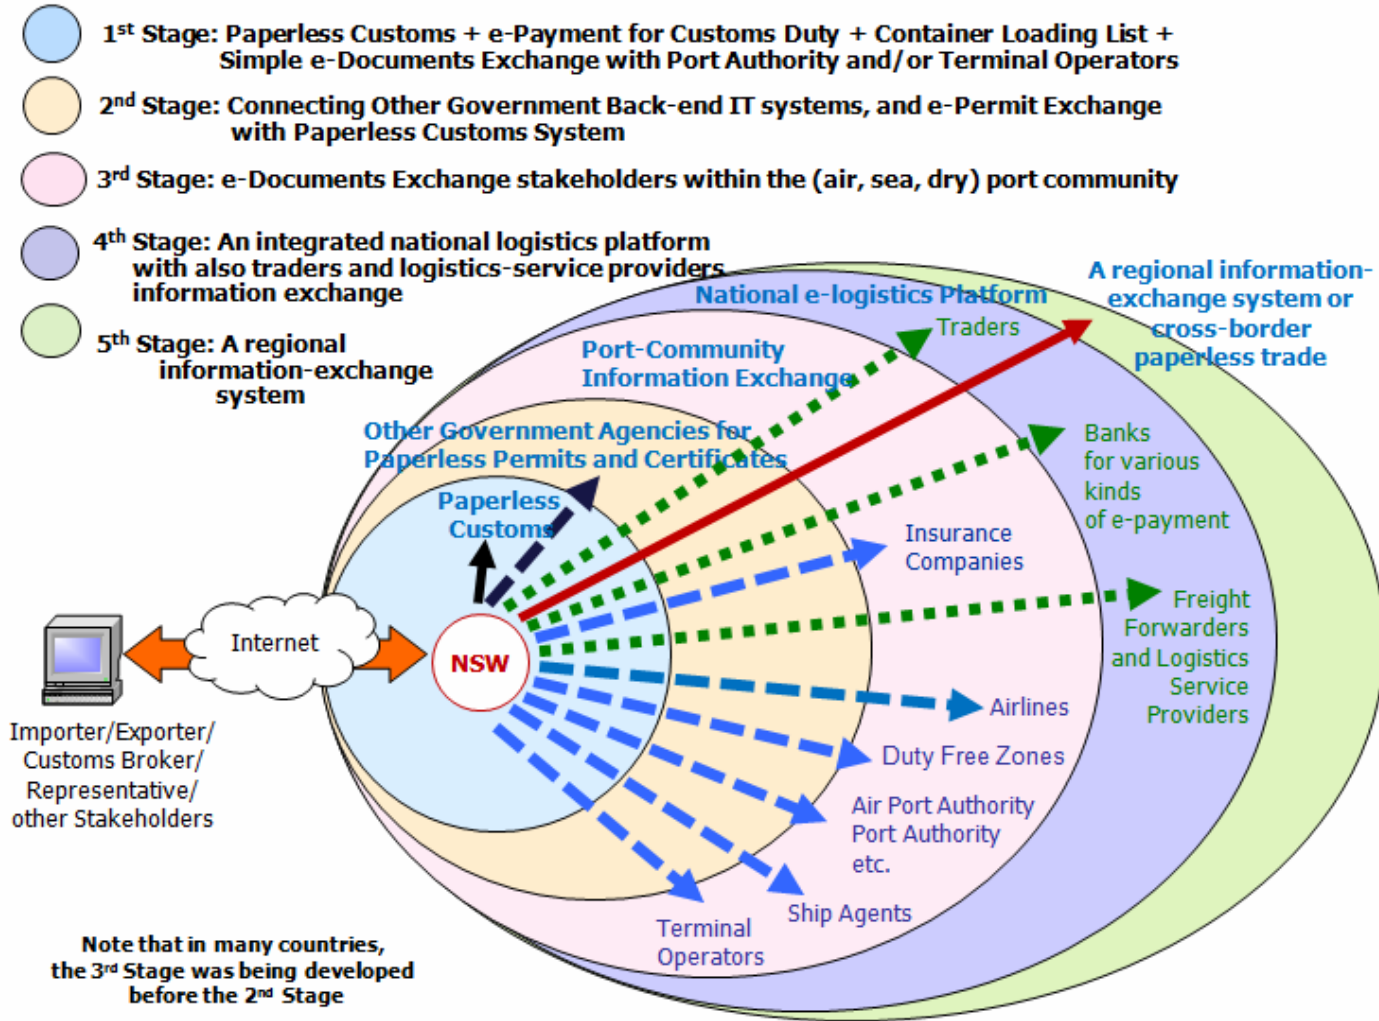 1st Stage: Paperless Customs + e-Payment for Customs Duty + Container Loading List +
Simple e-Documents Exchange with Port Authority and/or Terminal Operators
2nd Stage: Connecting Other Government Back-end IT systems, and e-Permit Exchange
with Paperless Customs System
3rd Stage: e-Documents Exchange stakeholders within the (air, sea, dry) port community
4th Stage: An integrated national logistics platform
with also traders and logistics-service providers
information exchange
5th Stage: A regional
information-exchange
system
A regional information-
exchange system or
cross-border
paperless trade
National e-logistics Platform
Traders
Port-Community
Information Exchange
Other Government Agencies for
Paperless Permits and Certificates
Paperless
Customs
Banks
for various
kinds
of e-payment
Insurance
Companies
Freight
Forwarders
and Logistics
Service
Providers
Internet
NSW
Airlines
Importer/Exporter/
Customs Broker/
Representative/
other Stakeholders
Duty Free Zones
Air Port Authority
Port Authority
etc.
Ship Agents
Terminal
Operators
Note that in many countries,
the 3rd Stage was being developed
before the 2nd Stage